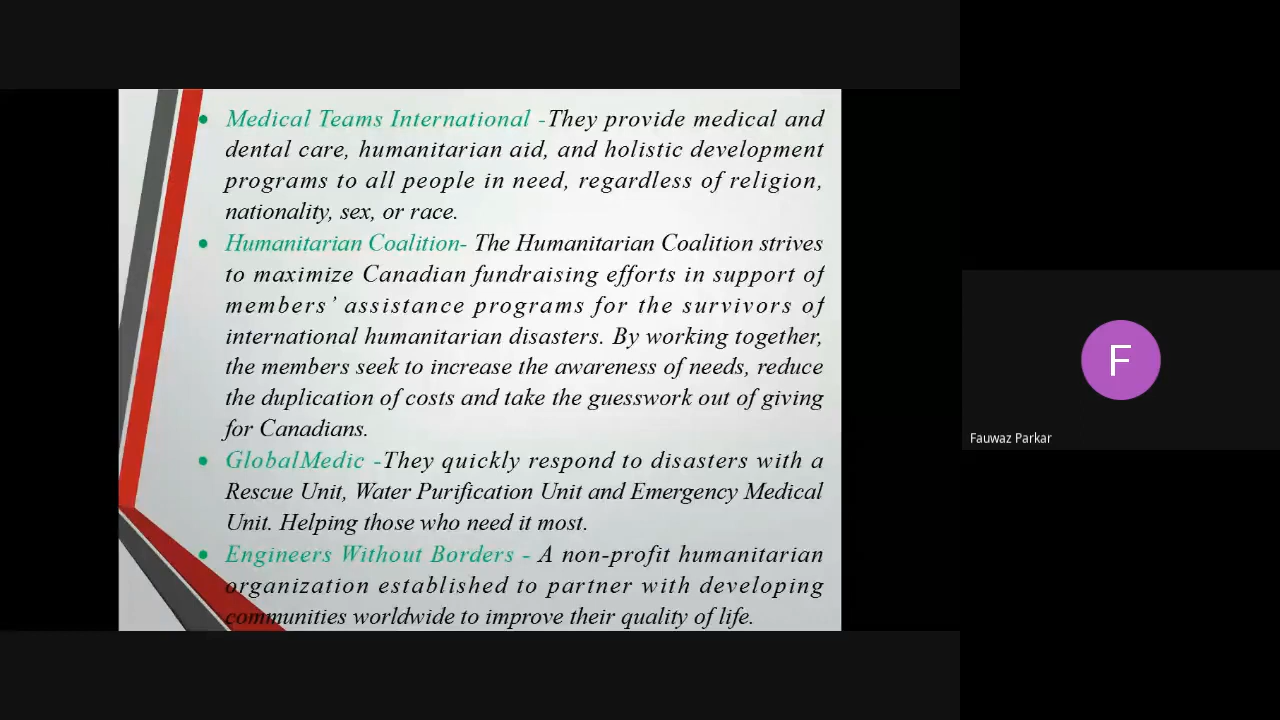 • Medical Teams International -They provide medical and
dental care, humanitarian aid, and holistic development
programs to all people in need, regardless of religion,
nationality, sex, or race.
• Humanitarian Coalition- The Humanitarian Coalition strives
to maximize Canadian fundraising efforts in support of
members’ assistance programs for the survivors of
international humanitarian disasters. By working together,
the members seek to increase the awareness of needs, reduce
the duplication of costs and take the guesswork out of giving
for Canadians.
• GlobalMedic -They quickly respond to disasters with a
Rescue Unit, Water Purification Unit and Emergency Medical
Unit. Helping those who need it most.
• Engineers Without Borders - A non-profit humanitarian
organization established to partner with developing
communities worldwide to improve their quality of life.
F
Fauwaz Parkar